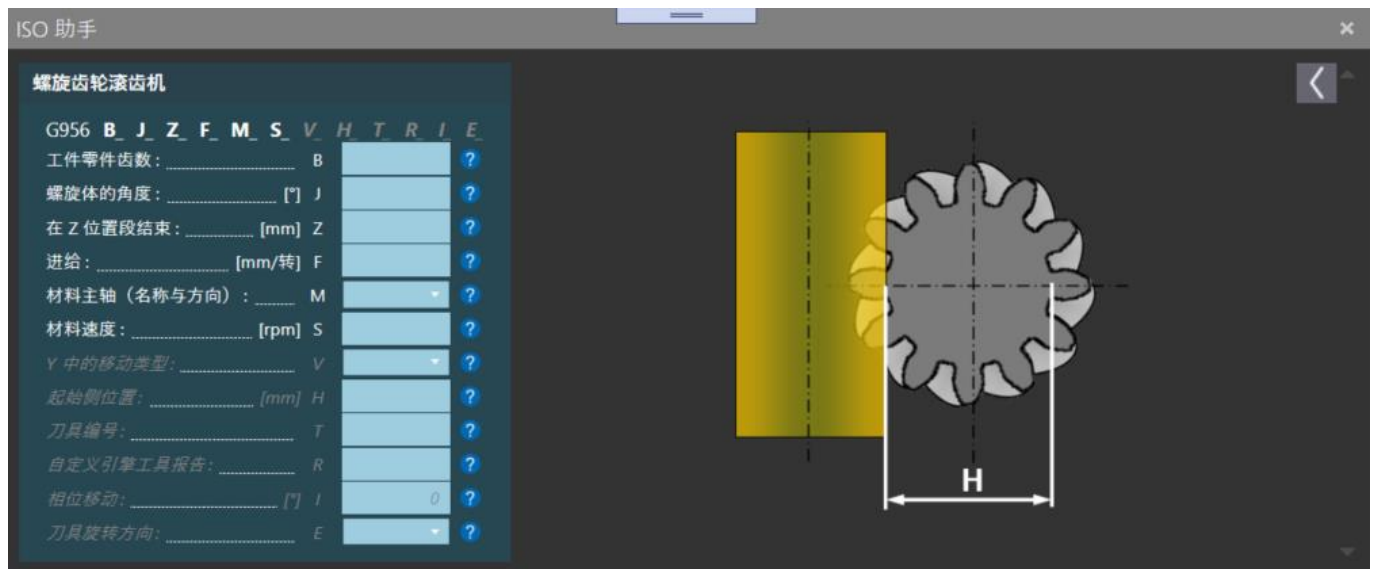 ISO 助手
螺旋齿轮滚齿机
G956 B_ J_ Z_ F_ M_ S_ V_ H_ T_ R_ I_ E_
工件零件齿数: B ?
螺旋体的角度: [°] J ?
在 Z 位置段结束: [mm] Z ?
进给: [mm/转] F ?
材料主轴（名称与方向）: M ?
材料速度: [rpm] S ?
Y 中的移动类型: V ?
起始侧位置: [mm] H ?
刀具编号: T ?
自定义引擎工具报告: R ?
相位移动: [°] I 0 ?
刀具旋转方向: E ?
H